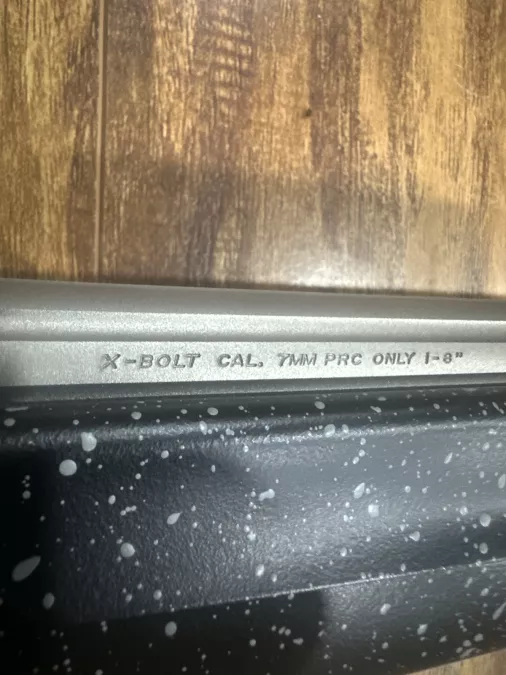 X-BOLT CAL. 7MM PRC ONLY 1-8"